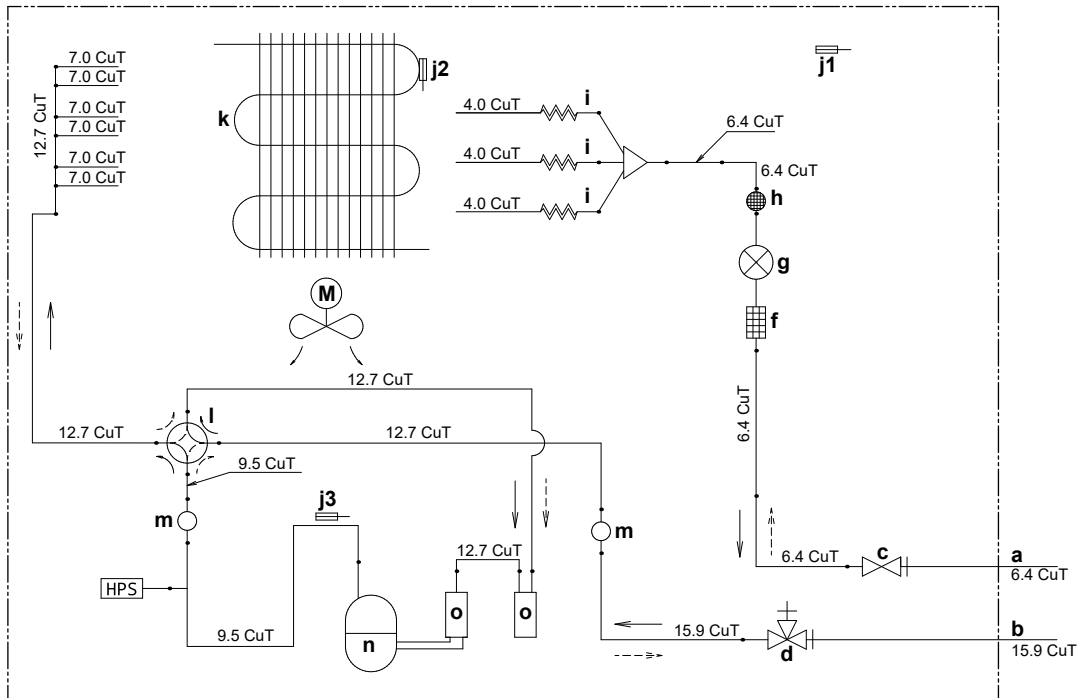 7.0 CuT
7.0 CuT
7.0 CuT
7.0 CuT
7.0 CuT
7.0 CuT
12.7 CuT
k
j2
j1
4.0 CuT
i
4.0 CuT
i
4.0 CuT
i
6.4 CuT
6.4 CuT
h
g
f
M
12.7 CuT
12.7 CuT
l
12.7 CuT
6.4 CuT
9.5 CuT
m
j3
m
12.7 CuT
6.4 CuT
c
a
6.4 CuT
HPS
o
o
9.5 CuT
n
15.9 CuT
d
b
15.9 CuT